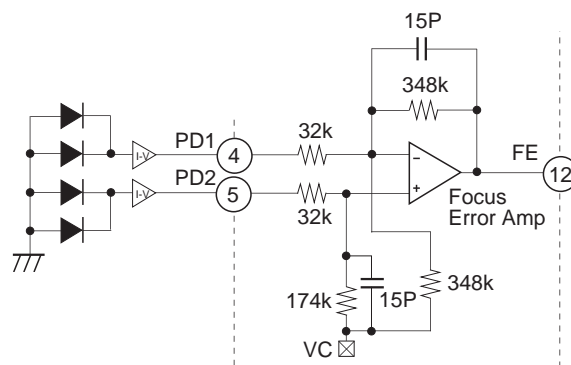 15P
348k
I-V
PD1
4
32k
−
FE
12
I-V
PD2
5
32k
+
Focus
Error Amp
174k
15P
348k
VC